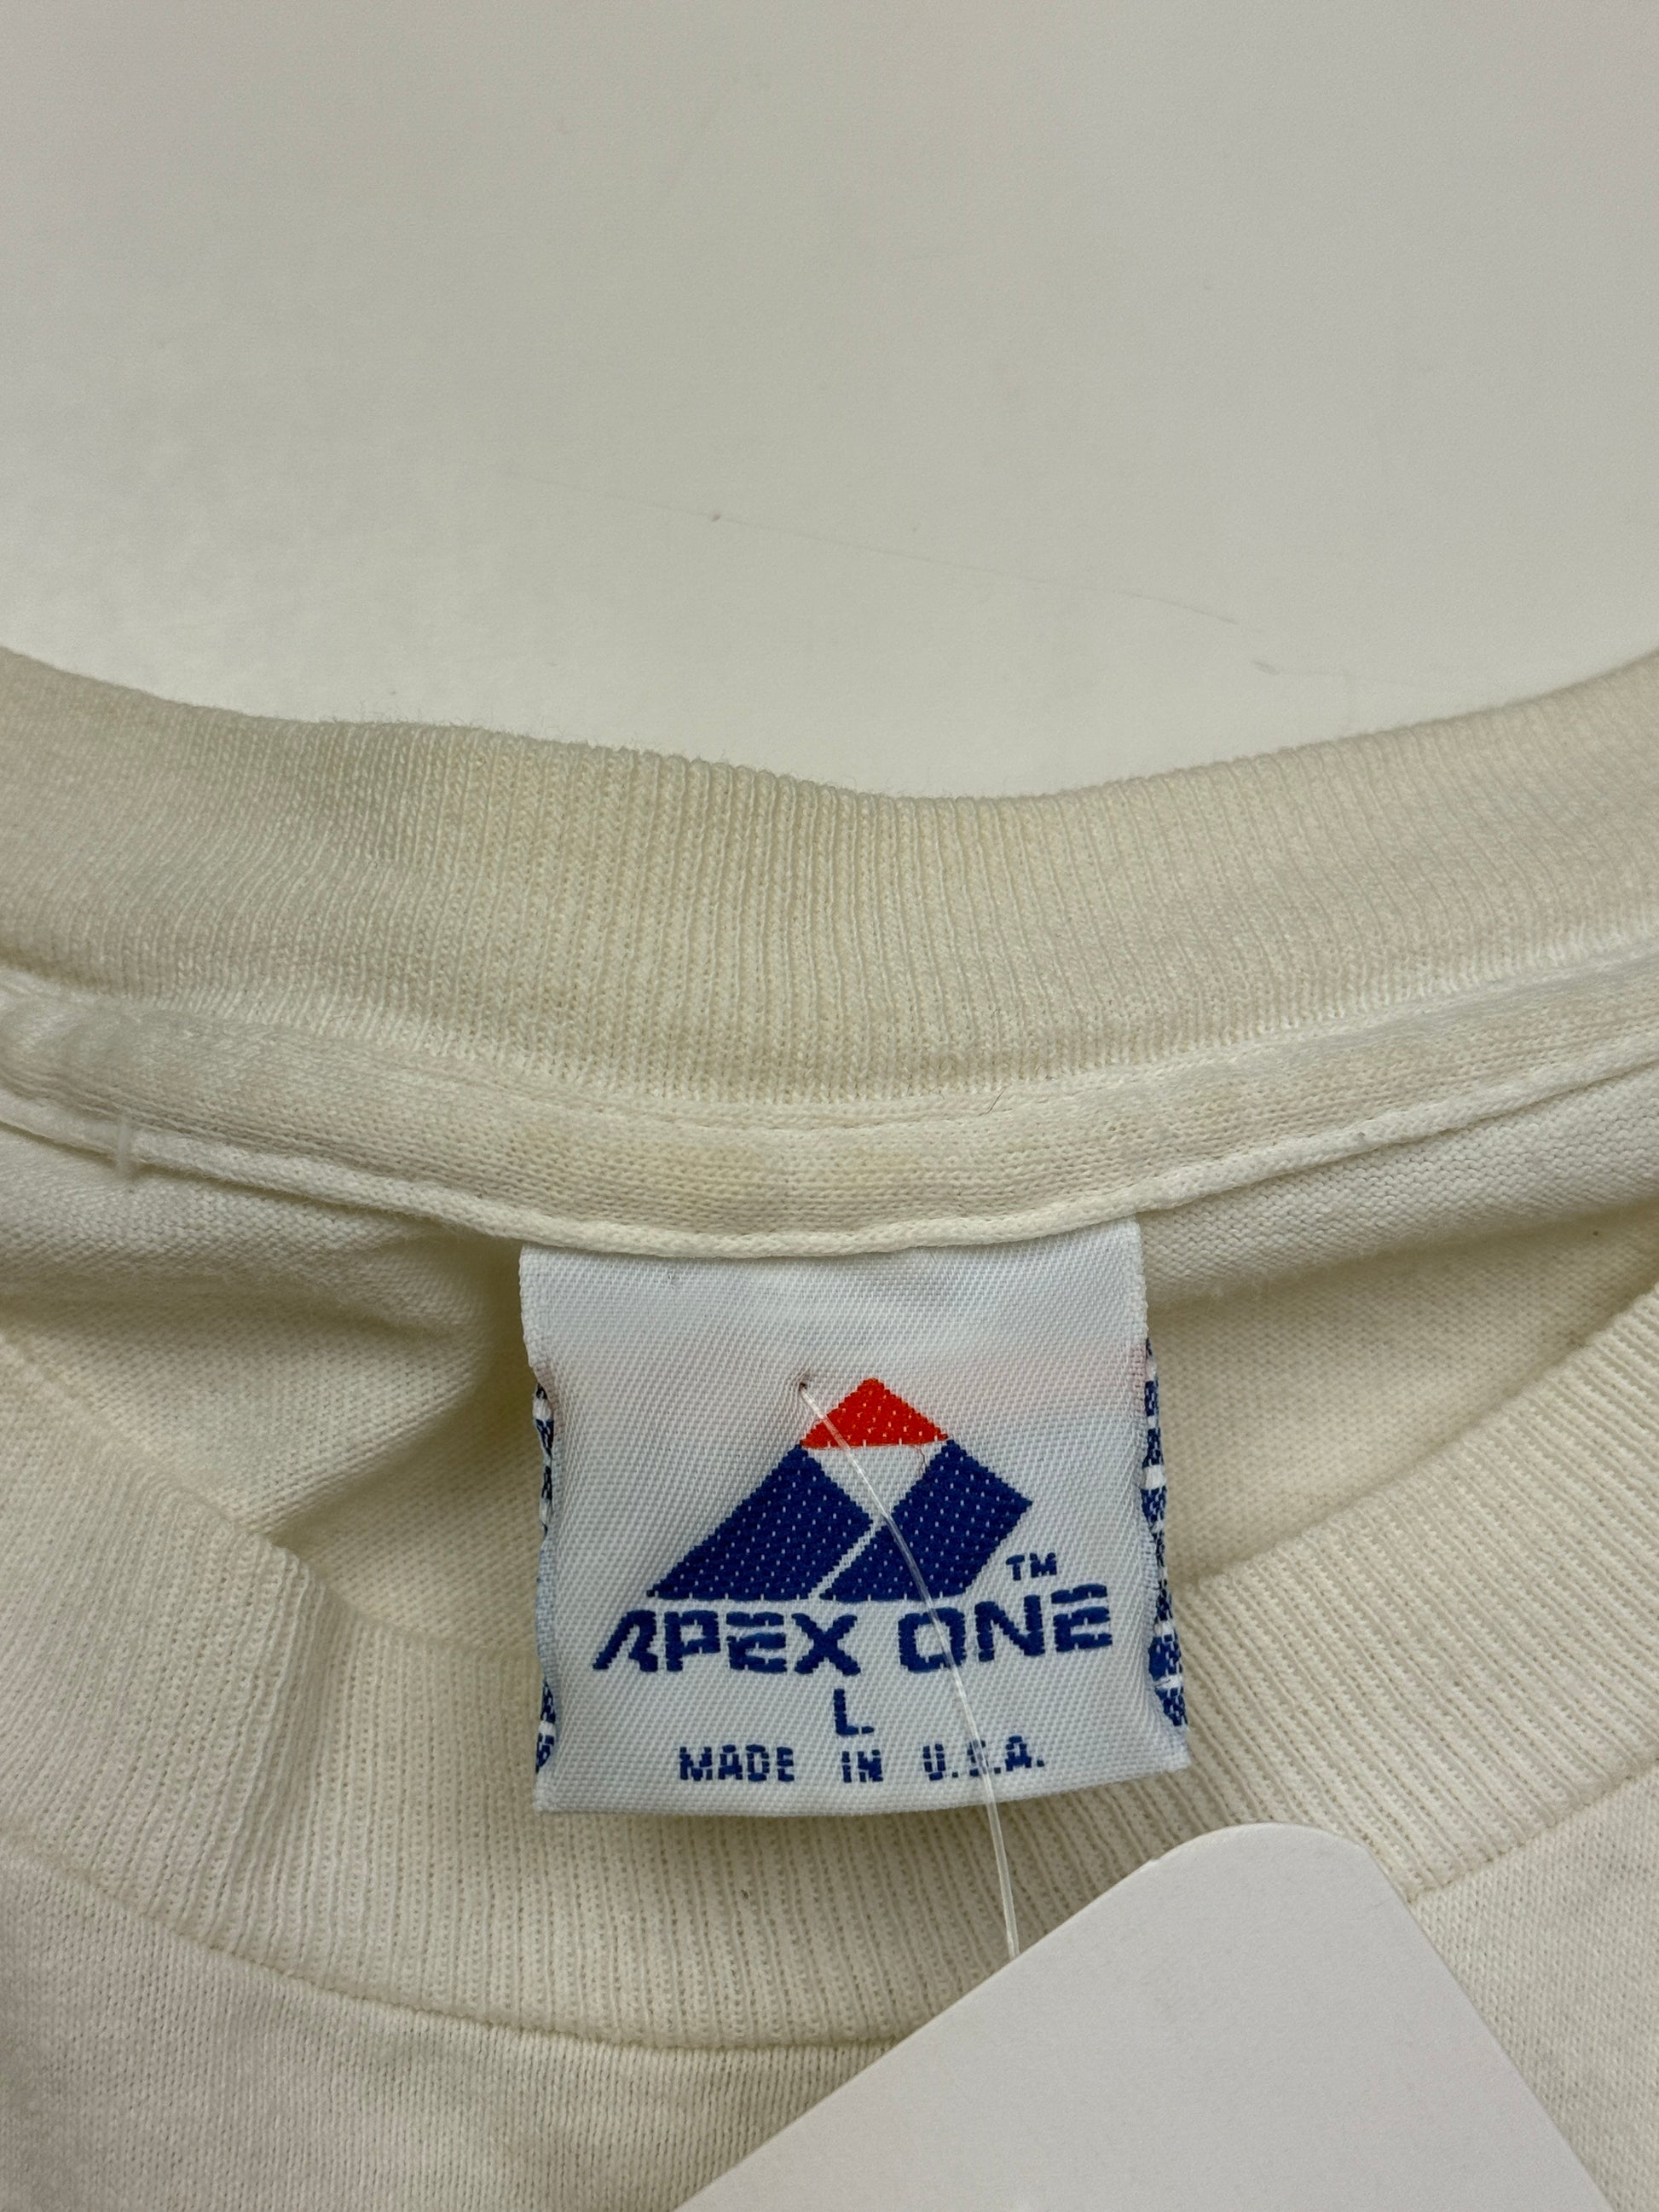 TM
APEX ONE
L
MADE IN U.S.A.